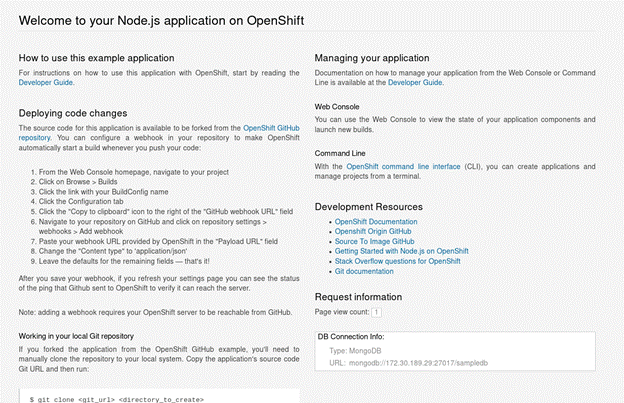 Welcome to your Node.js application on OpenShift
How to use this example application
For instructions on how to use this application with OpenShift, start by reading the
Developer Guide.
Deploying code changes
The source code for this application is available to be forked from the OpenShift GitHub
repository. You can configure a webhook in your repository to make OpenShift
automatically start a build whenever you push your code:
1. From the Web Console homepage, navigate to your project
2. Click on Browse > Builds
3. Click the link with your BuildConfig name
4. Click the Configuration tab
5. Click the "Copy to clipboard" icon to the right of the "GitHub webhook URL" field
6. Navigate to your repository on GitHub and click on repository settings >
webhooks > Add webhook
7. Paste your webhook URL provided by OpenShift in the "Payload URL" field
8. Change the "Content type" to 'application/json'
9. Leave the defaults for the remaining fields — that's it!
After you save your webhook, if you refresh your settings page you can see the status
of the ping that Github sent to OpenShift to verify it can reach the server.
Note: adding a webhook requires your OpenShift server to be reachable from GitHub.
Working in your local Git repository
If you forked the application from the OpenShift GitHub example, you'll need to
manually clone the repository to your local system. Copy the application's source code
Git URL and then run:
$ git clone <git_url> <directory_to_create>
Managing your application
Documentation on how to manage your application from the Web Console or Command
Line is available at the Developer Guide.
Web Console
You can use the Web Console to view the state of your application components and
launch new builds.
Command Line
With the OpenShift command line interface (CLI), you can create applications and
manage projects from a terminal.
Development Resources
• OpenShift Documentation
• Openshift Origin GitHub
• Source To Image GitHub
• Getting Started with Node.js on OpenShift
• Stack Overflow questions for OpenShift
• Git documentation
Request information
Page view count: 1
DB Connection Info:
Type: MongoDB
URL: mongodb://172.30.189.29:27017/sampledb